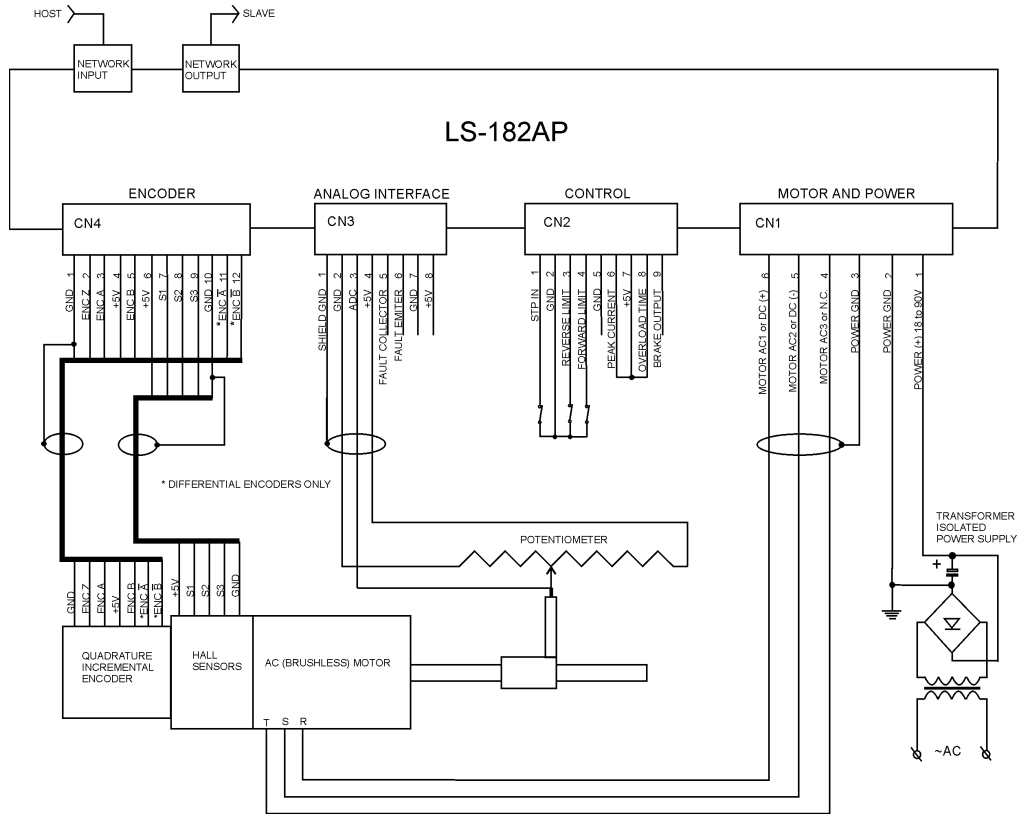 HOST
SLAVE
NETWORK
INPUT
NETWORK
OUTPUT
LS-182AP
ENCODER
ANALOG INTERFACE
CONTROL
MOTOR AND POWER
CN4
CN3
CN2
CN1
GND 1
ENC Z 2
ENC A 3
+5V 4
ENC B 5
+5V 6
S1 7
S2 8
S3 9
GND 10
*ENC A̅ 11
*ENC B̅ 12
SHIELD GND 1
GND 2
ADC 3
+5V 4
FAULT COLLECTOR 5
FAULT EMITER 6
GND 7
+5V 8
STP IN 1
GND 2
REVERSE LIMIT 3
FORWARD LIMIT 4
GND 5
PEAK CURRENT 6
+5V 7
OVERLOAD TIME 8
BRAKE OUTPUT 9
MOTOR AC1 or DC (+) 6
MOTOR AC2 or DC (-) 5
MOTOR AC3 or N.C. 4
POWER GND 3
POWER GND 2
POWER (+) 18 to 90V 1
* DIFFERENTIAL ENCODERS ONLY
POTENTIOMETER
TRANSFORMER
ISOLATED
POWER SUPPLY
+
GND
ENC Z
ENC A
+5V
ENC B
*ENC A̅
*ENC B̅
+5V
S1
S2
S3
GND
QUADRATURE
INCREMENTAL
ENCODER
HALL
SENSORS
AC (BRUSHLESS) MOTOR
T S R
~AC